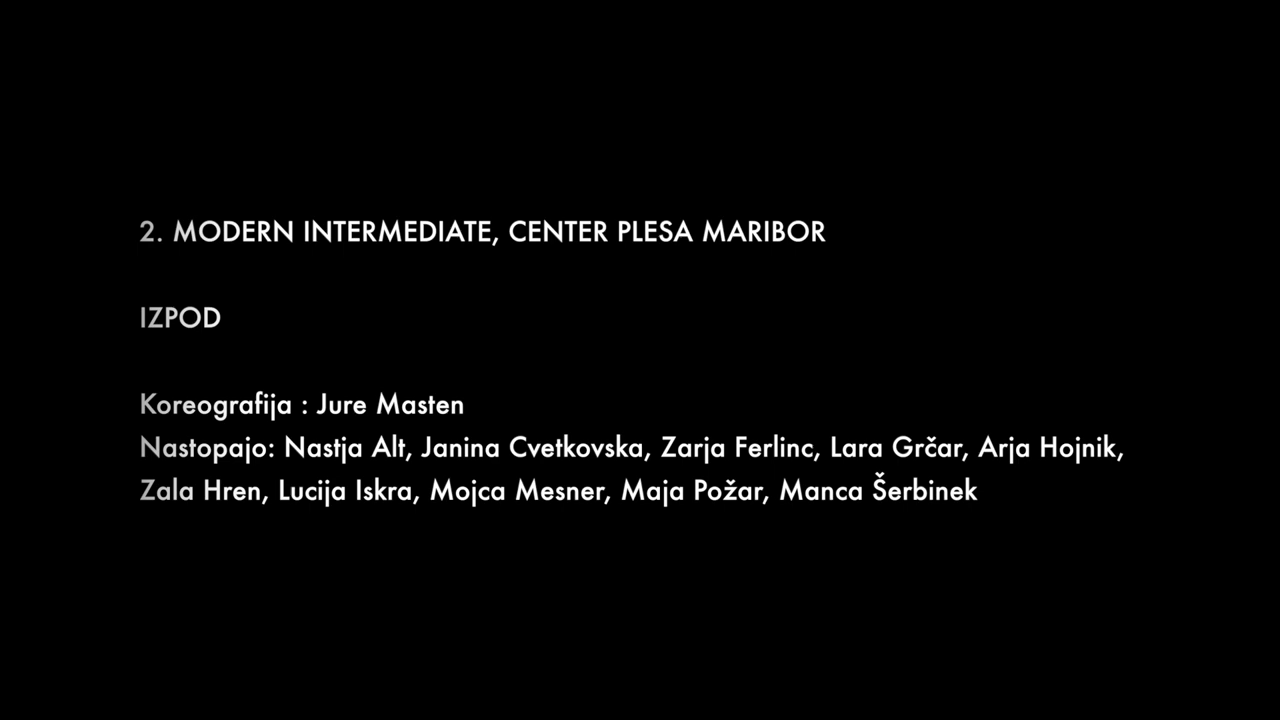 2. MODERN INTERMEDIATE, CENTER PLESA MARIBOR
IZPOD
Koreografija : Jure Masten
Nastopajo: Nastja Alt, Janina Cvetkovska, Zarja Ferlinc, Lara Grčar, Arja Hojnik,
Zala Hren, Lucija Iskra, Mojca Mesner, Maja Požar, Manca Šerbinek